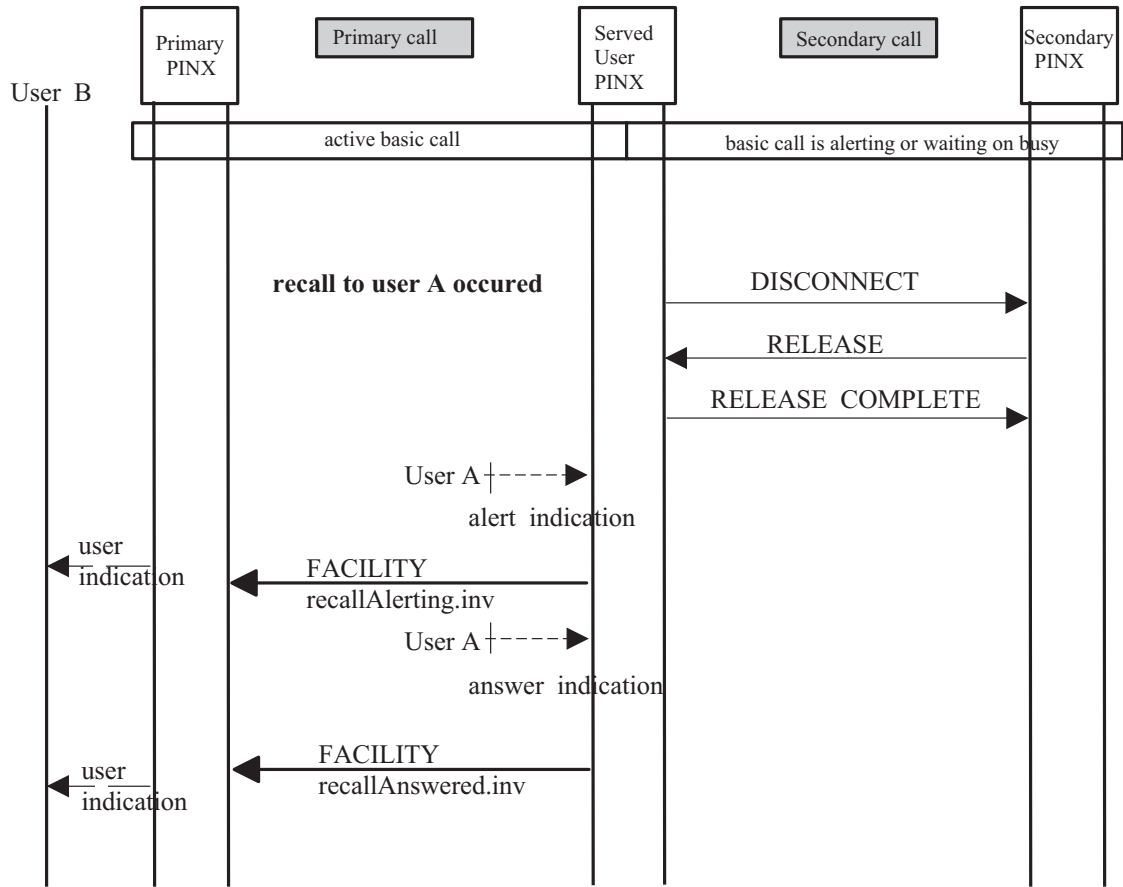 Primary
PINX
Primary call
Served
User
PINX
Secondary call
Secondary
PINX
User B
active basic call
basic call is alerting or waiting on busy
recall to user A occured
DISCONNECT
RELEASE
RELEASE COMPLETE
User A
alert indication
user
indication
FACILITY
recallAlerting.inv
User A
answer indication
FACILITY
recallAnswered.inv
user
indication